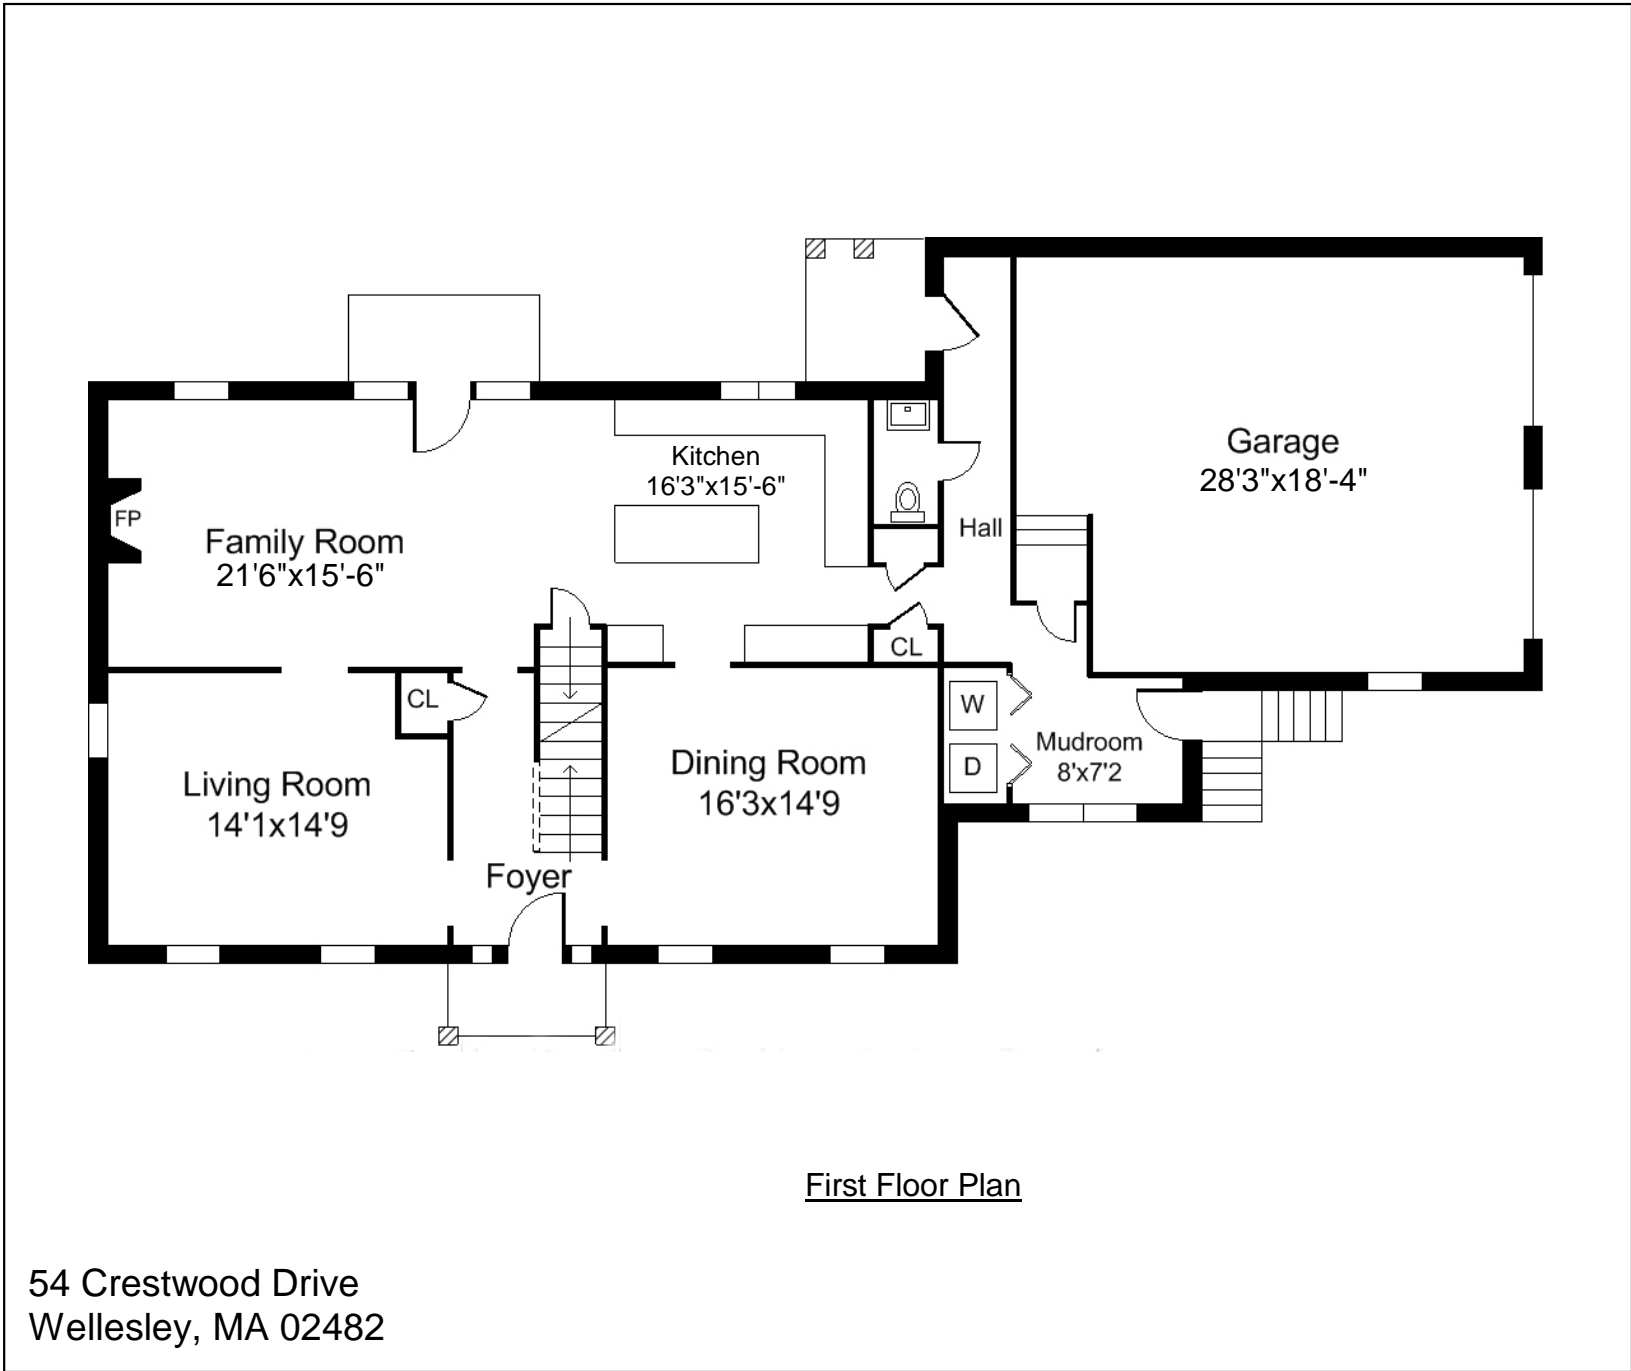 Kitchen
16'3"x15'-6"
Garage
28'3"x18'-4"
FP
Family Room
21'6"x15'-6"
Hall
CL
CL
W
Mudroom
8'x7'2
D
Living Room
14'1x14'9
Dining Room
16'3x14'9
Foyer
First Floor Plan
54 Crestwood Drive
Wellesley, MA 02482